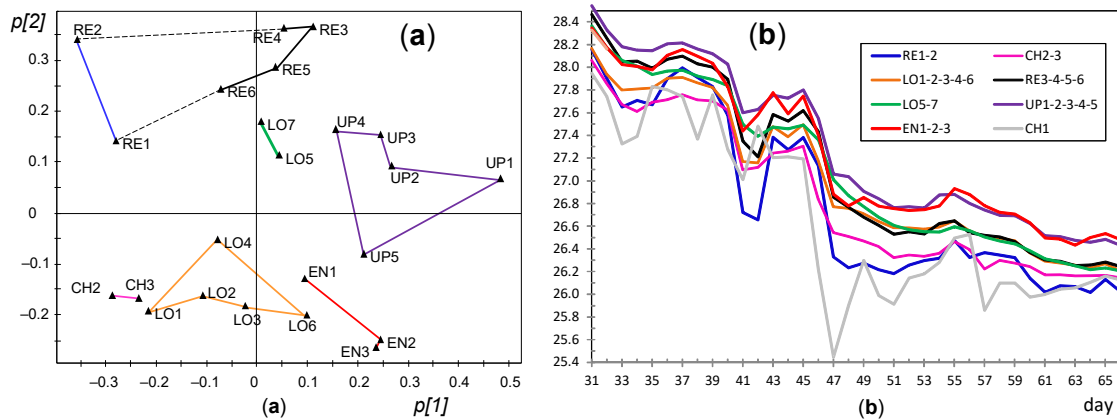 p[2]
(a)
RE2
RE4
RE3
0.3
RE5
RE6
0.2
LO7
UP4
UP3
RE1
LO5
0.1
UP2
UP1
0
LO4
UP5
−0.1
EN1
CH2
CH3
LO2
−0.2
LO1
LO3
LO6
EN3
EN2
−0.3
−0.2
−0.1
0
0.1
0.2
0.3
0.4
0.5
(a)
p[1]
(b)
28.4
28.2
28.0
27.8
27.6
27.4
27.2
27.0
26.8
26.6
26.4
26.2
26.0
25.8
25.6
25.4
RE1-2
CH2-3
LO1-2-3-4-6
RE3-4-5-6
LO5-7
UP1-2-3-4-5
EN1-2-3
CH1
31 33 35 37 39 41 43 45 47 49 51 53 55 57 59 61 63 65
(b)
day